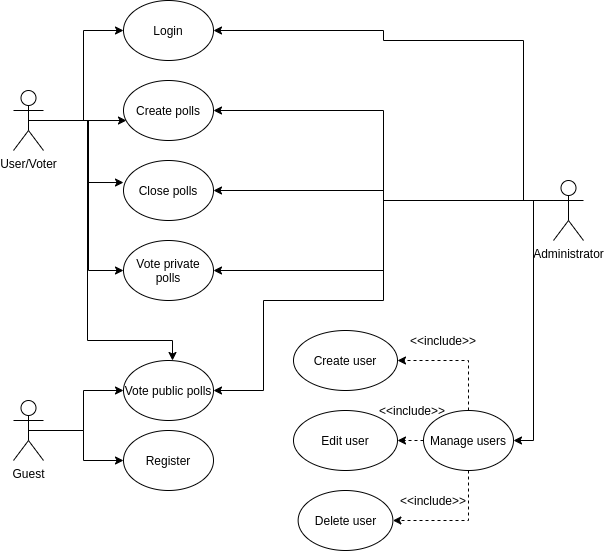 Login
Create polls
User/Voter
Close polls
Vote private
polls
Administrator
<<include>>
Create user
Vote public polls
<<include>>
Edit user
Manage users
Guest
Register
<<include>>
Delete user